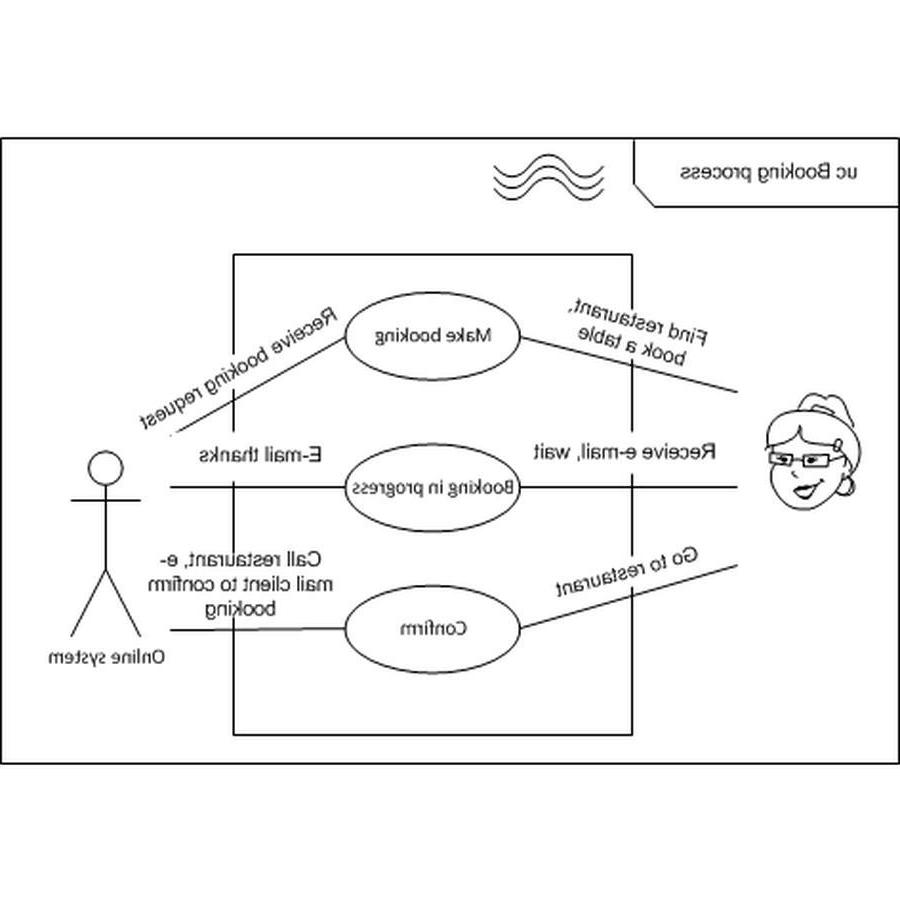 uc Booking process
Find restaurant,
book a table
Make booking
Receive booking request
Receive e-mail, wait
Booking in progress
E-mail thanks
Go to restaurant
Confirm
Call restaurant, e-
mail client to confirm
booking
Online system